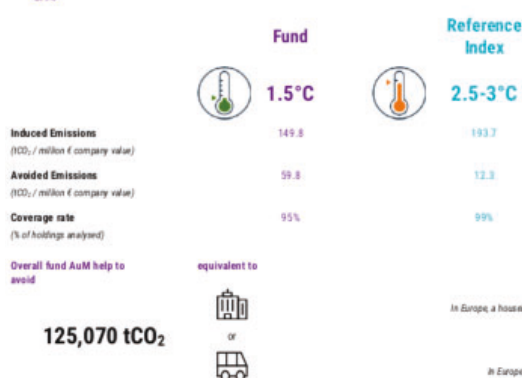 Fund
Reference
Index
1.5°C
2.5-3°C
Induced Emissions
149.8
193.7
(tCO₂ / million € company value)
Avoided Emissions
59.8
12.3
(tCO₂ / million € company value)
Coverage rate
95%
99%
(% of holdings analysed)
Overall fund AuM help to
avoid
equivalent to
In Europe, a house
125,070 tCO₂
or
In Europe